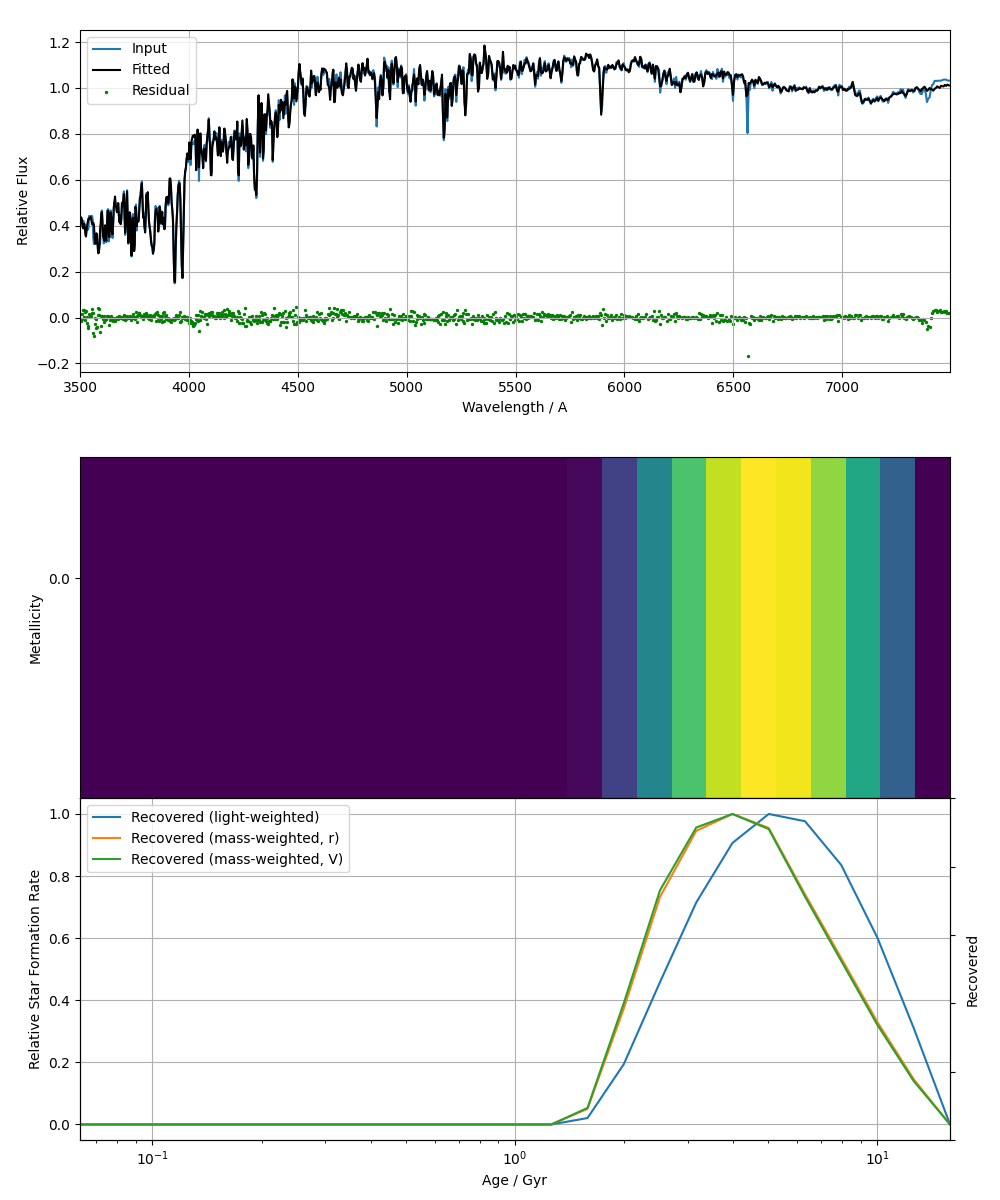 1.2
1.0
0.8
0.6
0.4
0.2
0.0
−0.2
Relative Flux
Input
Fitted
Residual
3500 4000 4500 5000 5500 6000 6500 7000
Wavelength / A
0.0
Metallicity
1.0
0.8
0.6
0.4
0.2
0.0
Relative Star Formation Rate
Recovered (light-weighted)
Recovered (mass-weighted, r)
Recovered (mass-weighted, V)
Recovered
10⁻¹ 10⁰ 10¹
Age / Gyr